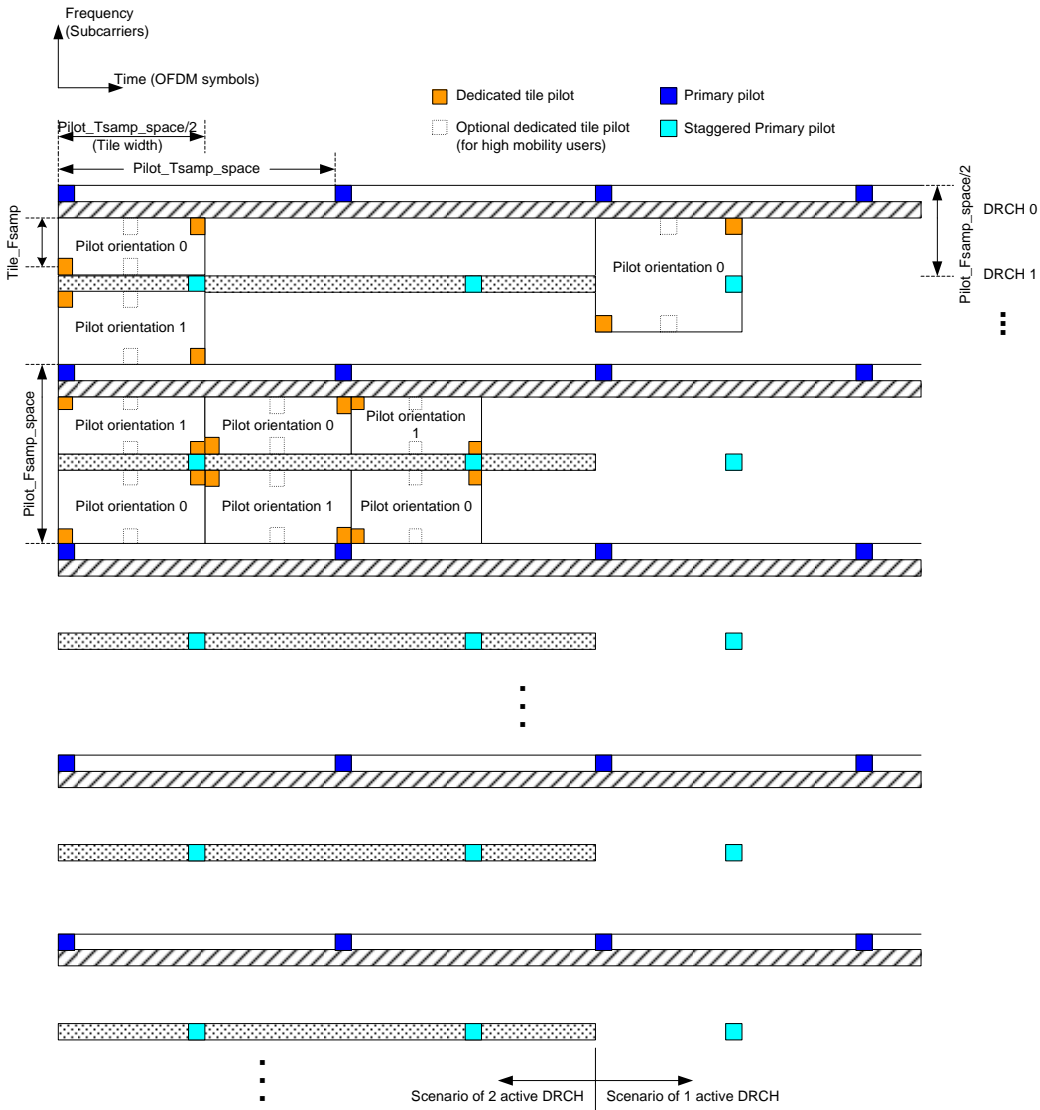 Frequency
(Subcarriers)
Time (OFDM symbols)
Dedicated tile pilot
Primary pilot
Optional dedicated tile pilot
(for high mobility users)
Staggered Primary pilot
Pilot_Tsamp_space/2
(Tile width)
Pilot_Tsamp_space
Tile_Fsamp
Pilot_Fsamp_space/2
DRCH 0
DRCH 1
Pilot orientation 0
Pilot orientation 0
Pilot orientation 1
Pilot_Fsamp_space
Pilot orientation 1
Pilot orientation 0
Pilot orientation
1
Pilot orientation 0
Pilot orientation 1
Pilot orientation 0
Scenario of 2 active DRCH
Scenario of 1 active DRCH